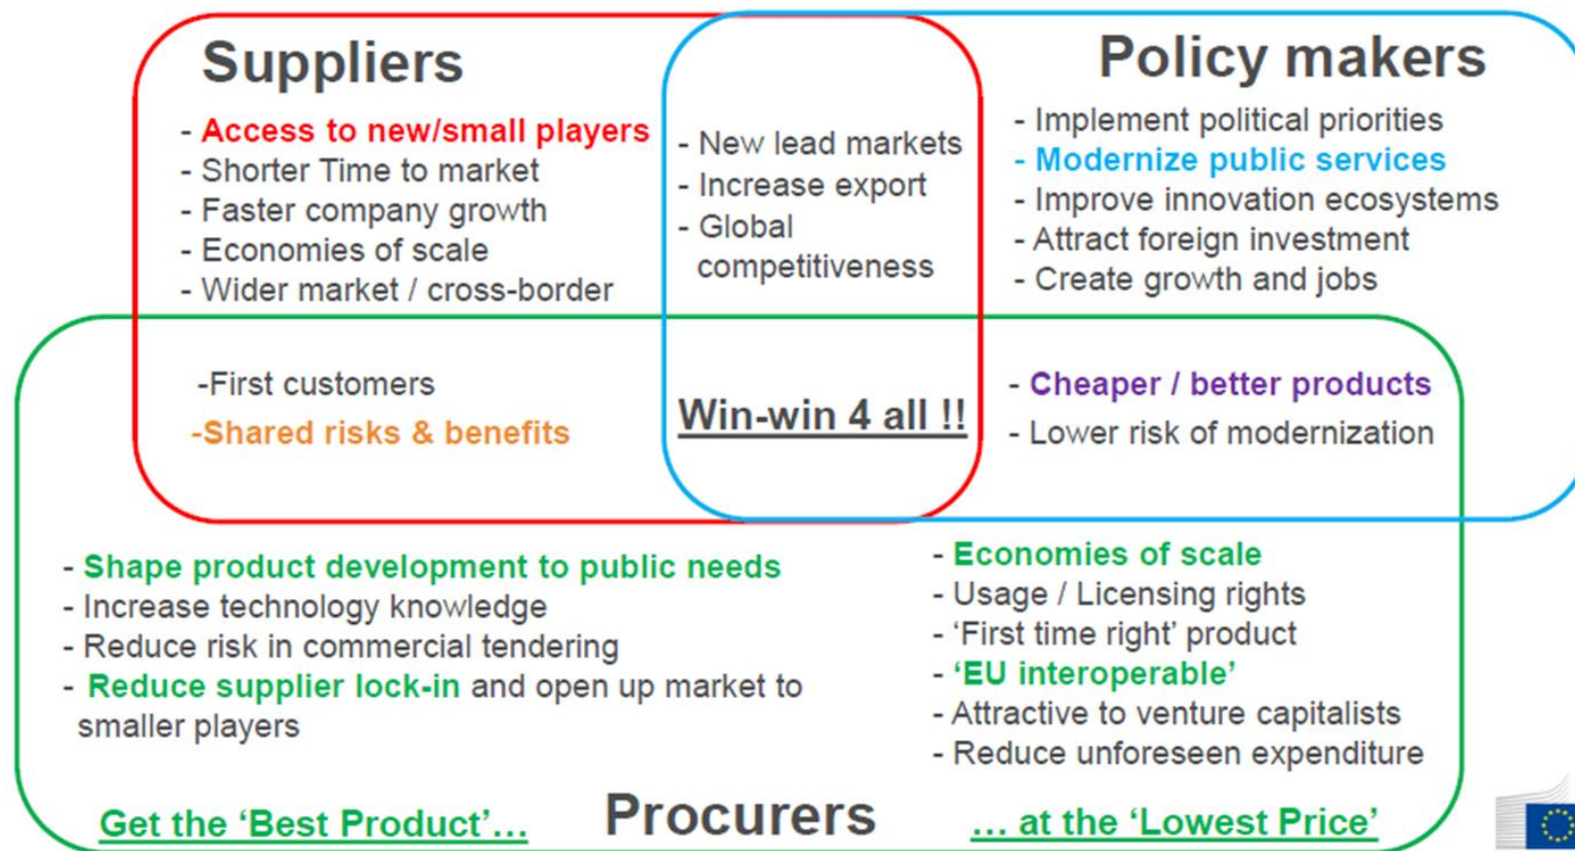 Suppliers
- Access to new/small players
- Shorter Time to market
- Faster company growth
- Economies of scale
- Wider market / cross-border
- New lead markets
- Increase export
- Global
competitiveness
Policy makers
- Implement political priorities
- Modernize public services
- Improve innovation ecosystems
- Attract foreign investment
- Create growth and jobs
-First customers
-Shared risks & benefits
Win-win 4 all !!
- Cheaper / better products
- Lower risk of modernization
- Shape product development to public needs
- Increase technology knowledge
- Reduce risk in commercial tendering
- Reduce supplier lock-in and open up market to
smaller players
- Economies of scale
- Usage / Licensing rights
- ‘First time right’ product
- ‘EU interoperable’
- Attractive to venture capitalists
- Reduce unforeseen expenditure
Get the ‘Best Product’...
Procurers
... at the ‘Lowest Price’